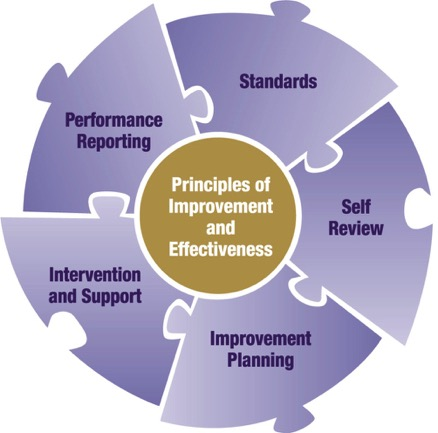 Standards
Performance
Reporting
Principles of
Improvement
and
Effectiveness
Self
Review
Intervention
and Support
Improvement
Planning